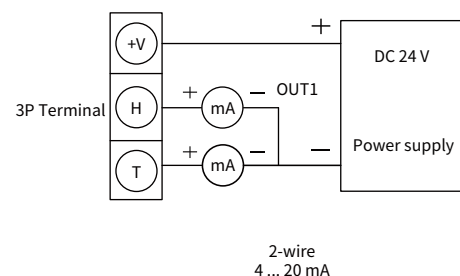 +V
+
DC 24 V
3P Terminal
H
+
mA
−
OUT1
T
+
mA
−
−
Power supply
2-wire
4 ... 20 mA